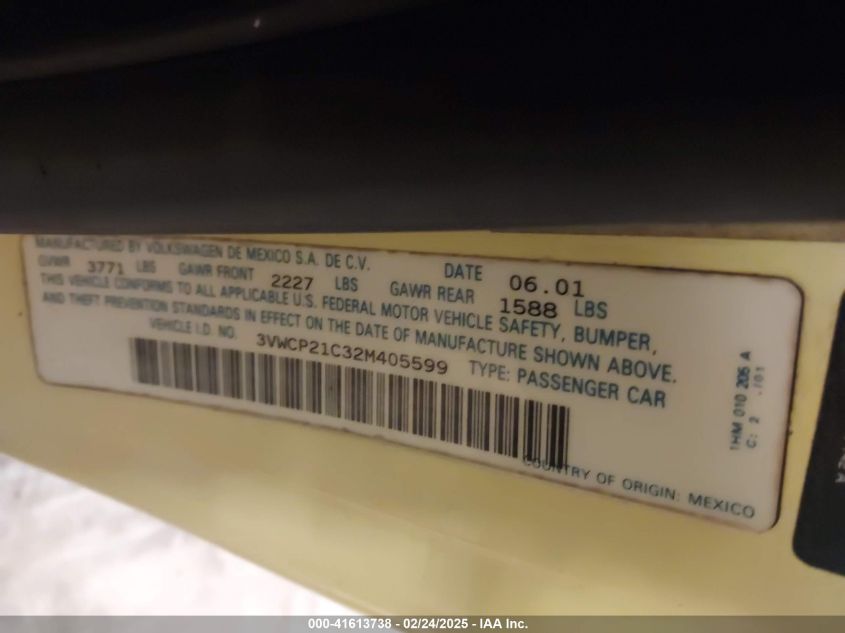 MANUFACTURED BY VOLKSWAGEN DE MEXICO S.A. DE C.V. DATE 06.01
GVWR 3771 LBS GAWR FRONT 2227 LBS GAWR REAR 1588 LBS
THIS VEHICLE CONFORMS TO ALL APPLICABLE U.S. FEDERAL MOTOR VEHICLE SAFETY, BUMPER,
AND THEFT PREVENTION STANDARDS IN EFFECT ON THE DATE OF MANUFACTURE SHOWN ABOVE.
VEHICLE I.D. NO. 3VWCP21C32M405599 TYPE: PASSENGER CAR
COUNTRY OF ORIGIN: MEXICO
1HM 010 205 A
C: 2 ./01
000-41613738 - 02/24/2025 - IAA Inc.